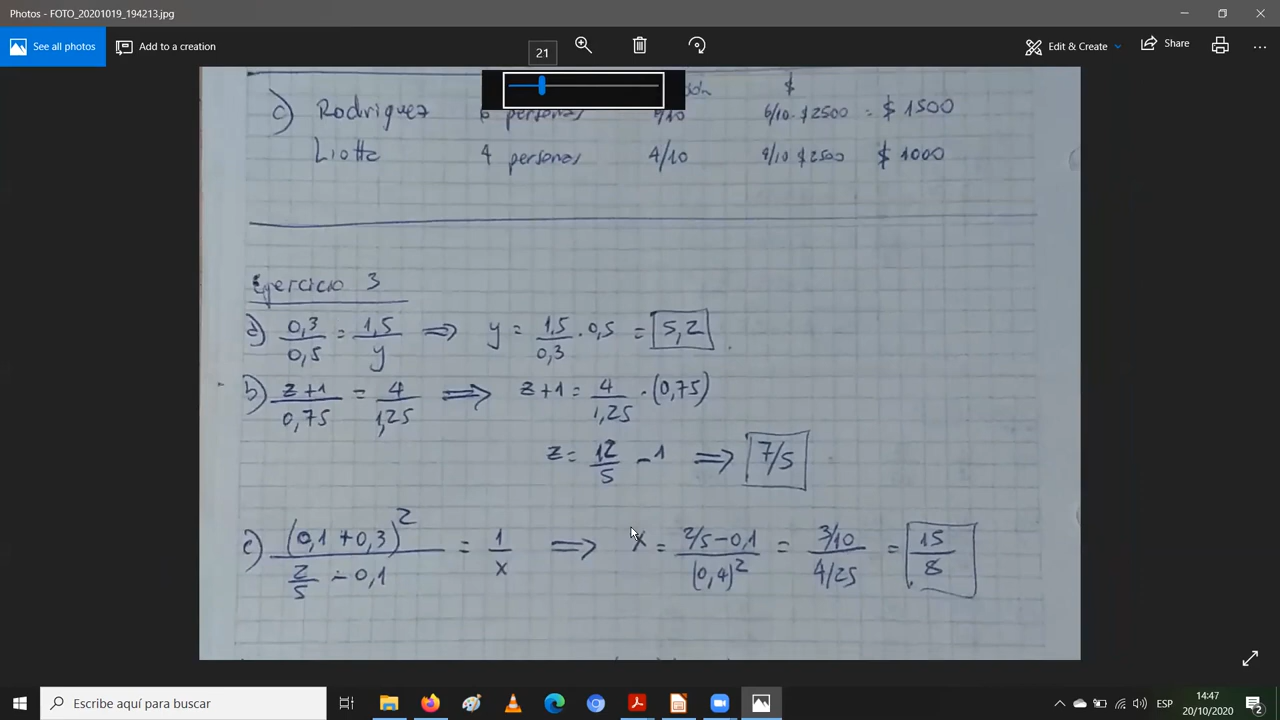 Photos - FOTO_20201019_194213.jpg
See all photos
Add to a creation
21
Edit & Create
Share
$
c) Rodriguez 6 personas 6/10 6/10 . $2500 = $ 1500
Liotta 4 personas 4/10 4/10 $2500 $ 1000
Ejercicio 3
a) 0,3/0,5 = 1,5/y ⟹ y = 1,5/0,3 . 0,5 = 5,2
b) z+1/0,75 = 4/1,25 ⟹ z+1 = 4/1,25 . (0,75)
z = 12/5 - 1 ⟹ 7/5
c) (0,1 + 0,3)²/2/5 - 0,1 = 1/x ⟹ x = 2/5 - 0,1/(0,4)² = 3/10/4/25 = 15/8
Escribe aquí para buscar
ESP
14:47
20/10/2020
2